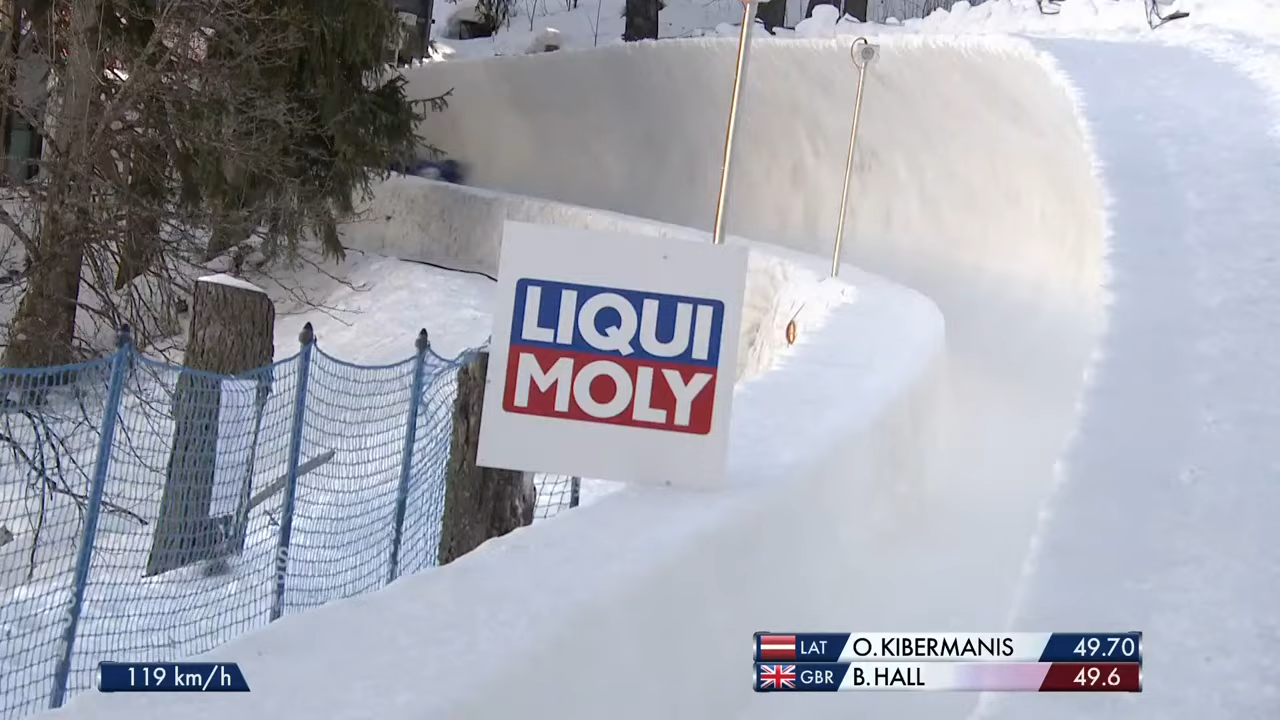 LIQUI
MOLY
119 km/h
LAT O. KIBERMANIS 49.70
GBR B. HALL 49.6